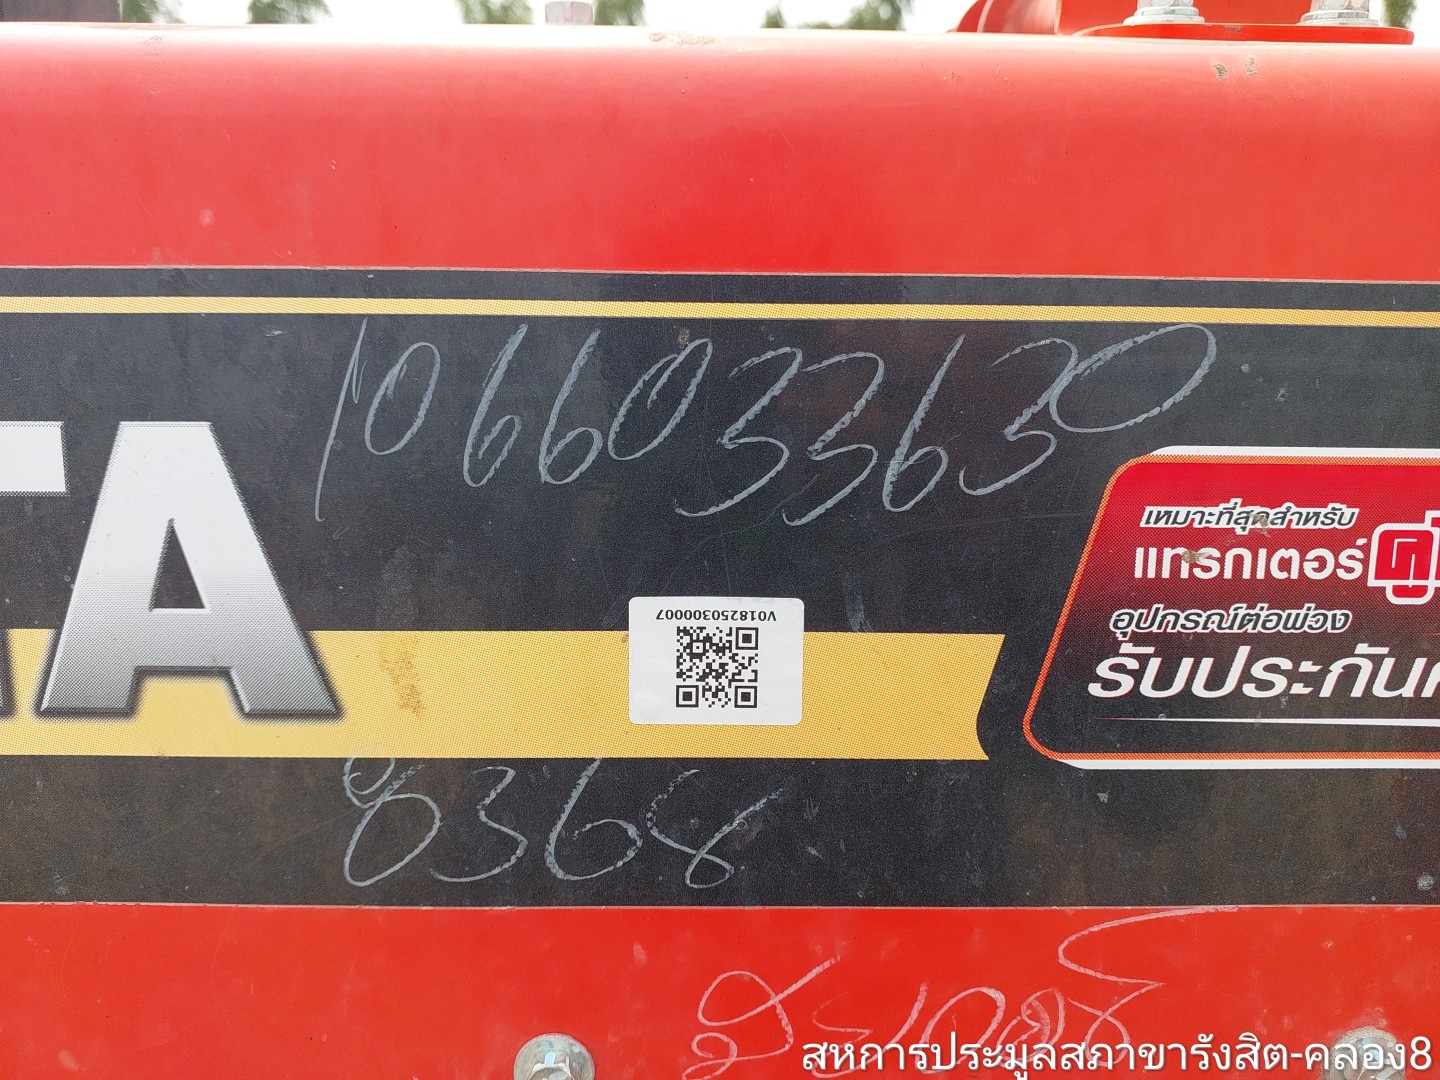 1066033630
TA
เหมาะที่สุดสำหรับ
แทรกเตอร์
อุปกรณ์ต่อพ่วง
รับประกัน
V0182503000007
8368
สหการประมูลสภาขารังสิต-คลอง8